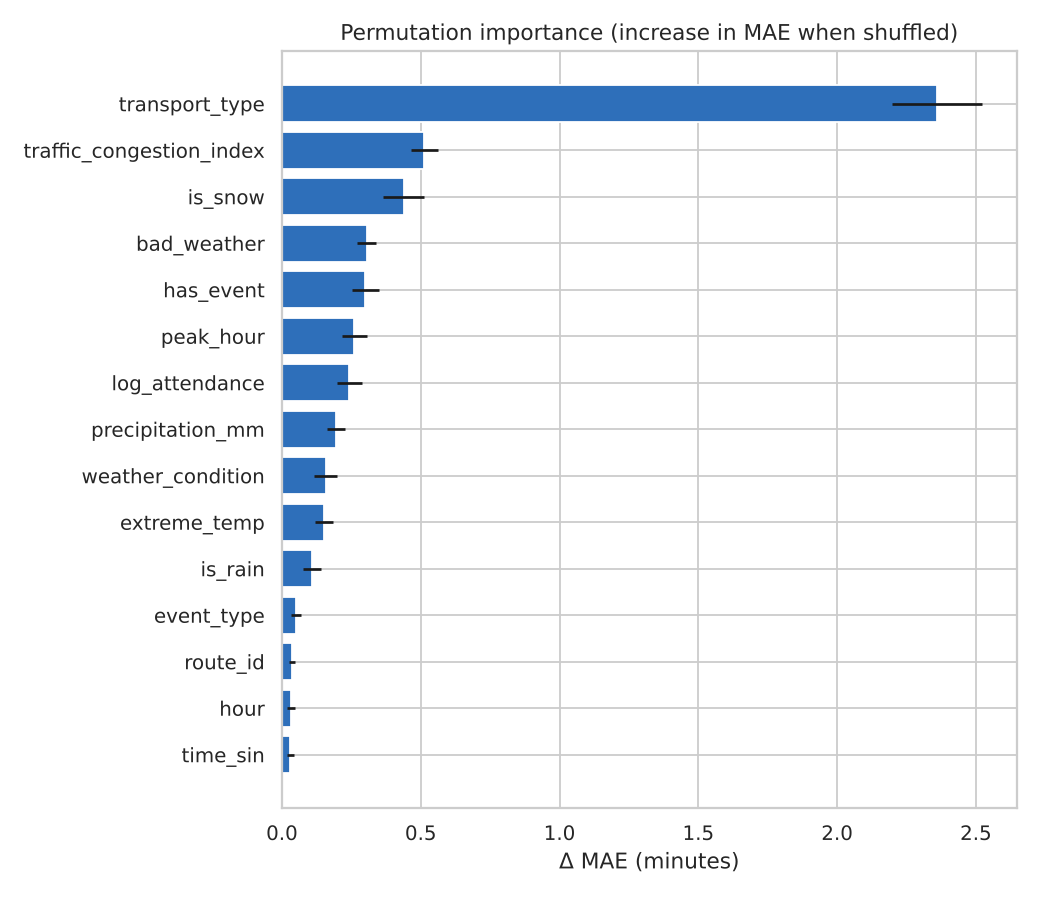 Permutation importance (increase in MAE when shuffled)
transport_type
traffic_congestion_index
is_snow
bad_weather
has_event
peak_hour
log_attendance
precipitation_mm
weather_condition
extreme_temp
is_rain
event_type
route_id
hour
time_sin
0.0 0.5 1.0 1.5 2.0 2.5
Δ MAE (minutes)